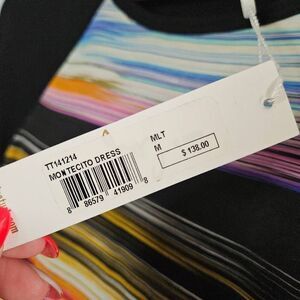 TT141214
MONTECITO DRESS
8 86579 41909 8
MLT
M
$ 138.00